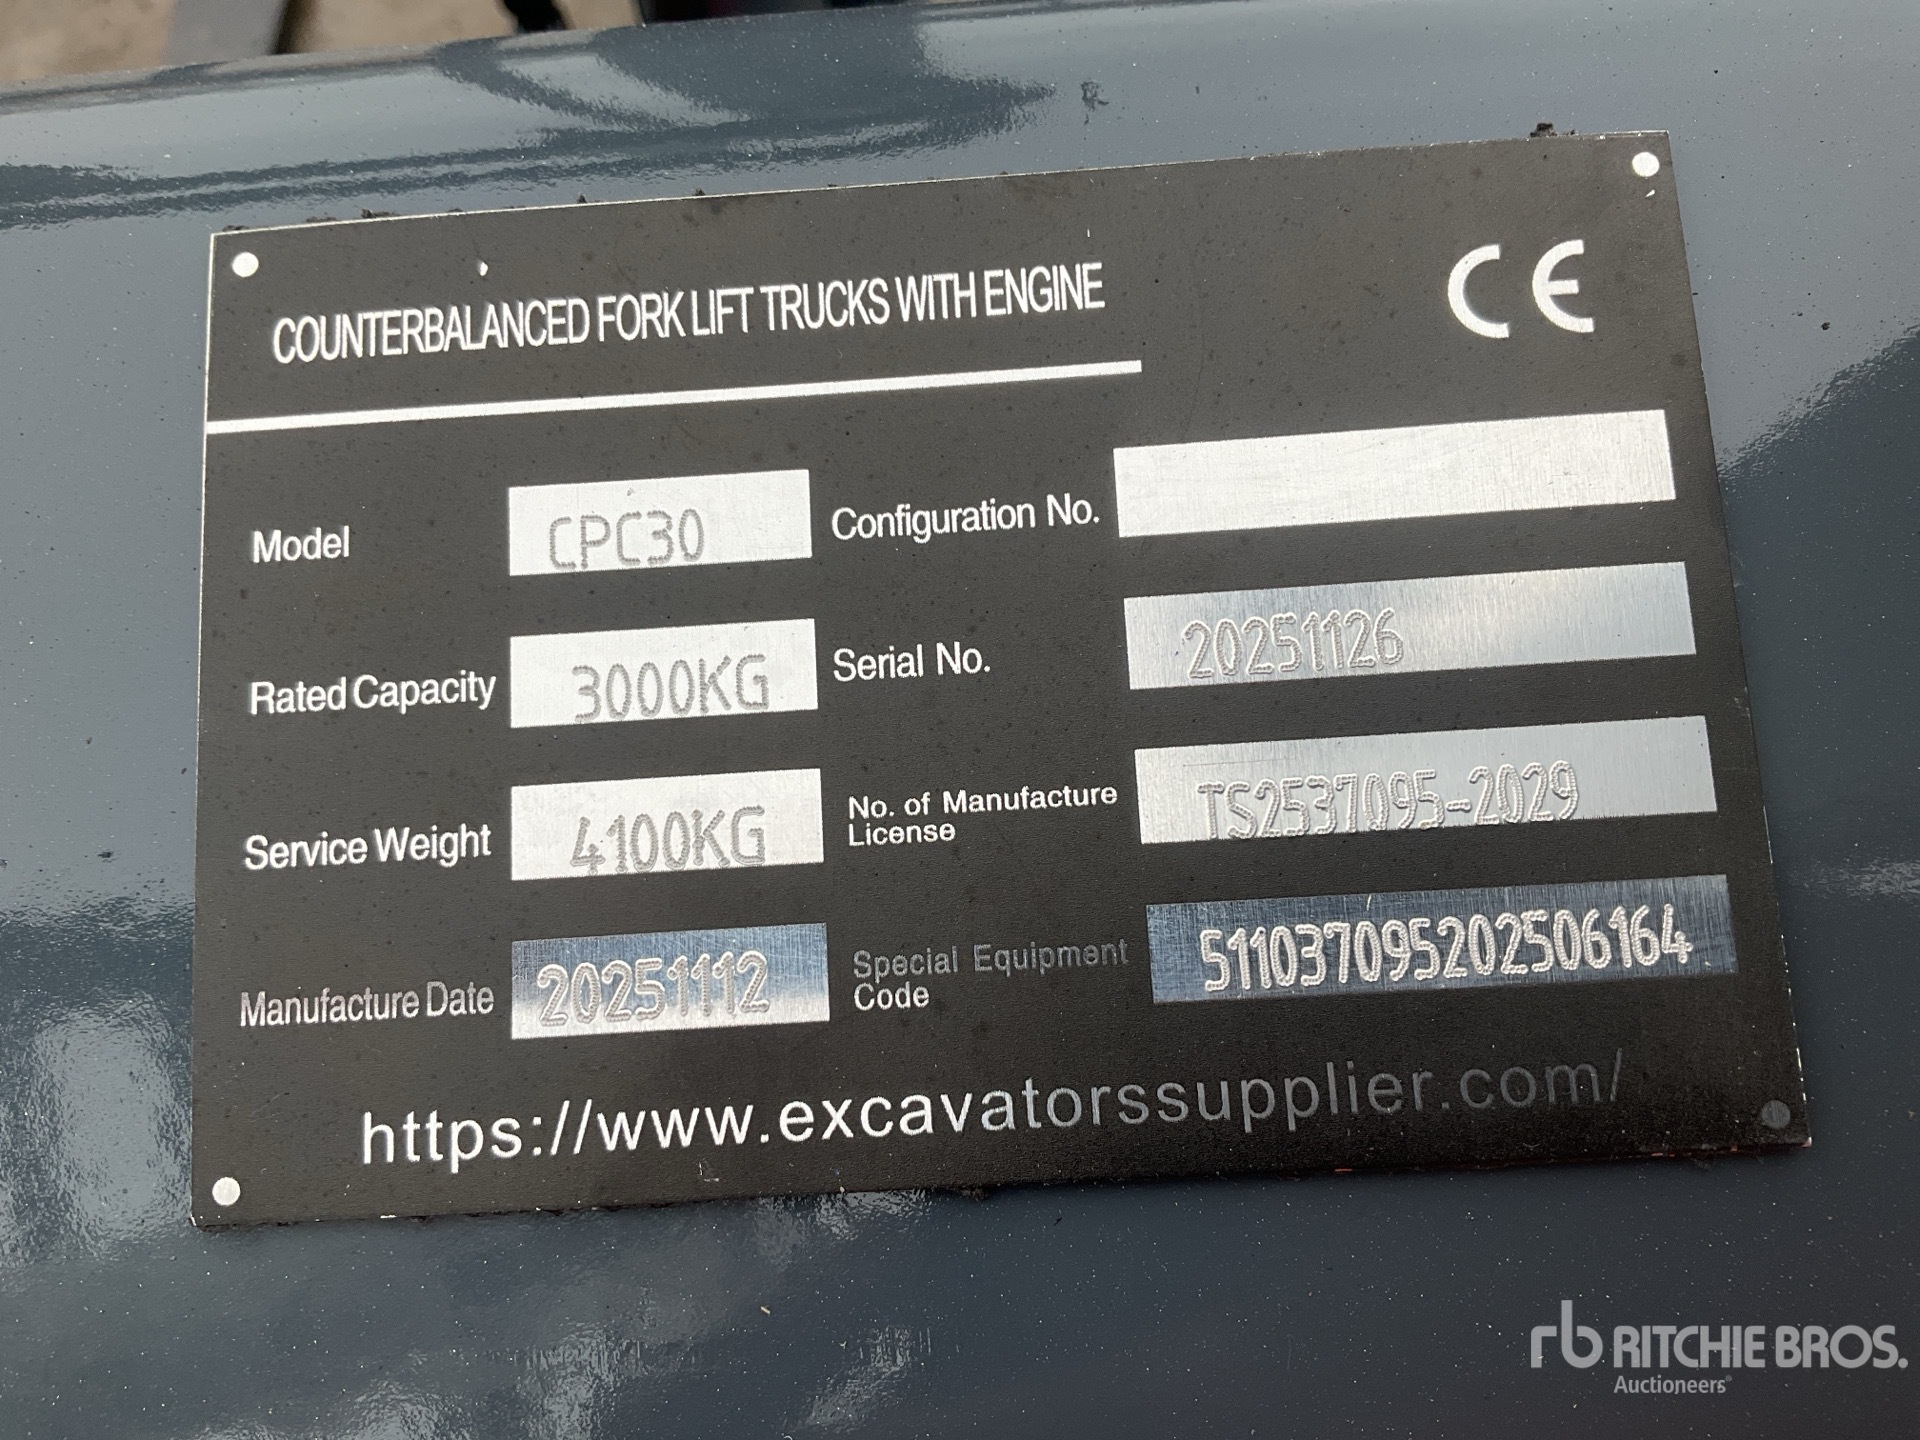 COUNTERBALANCED FORK LIFT TRUCKS WITH ENGINE
CE
Model CPC30
Configuration No.
Rated Capacity 3000KG
Serial No. 20251126
Service Weight 4100KG
No. of Manufacture
License
TS2537095-2029
Manufacture Date 20251112
Special Equipment
Code
511037095202506164
https://www.excavatorssupplier.com/
rb RITCHIE BROS.
Auctioneers®